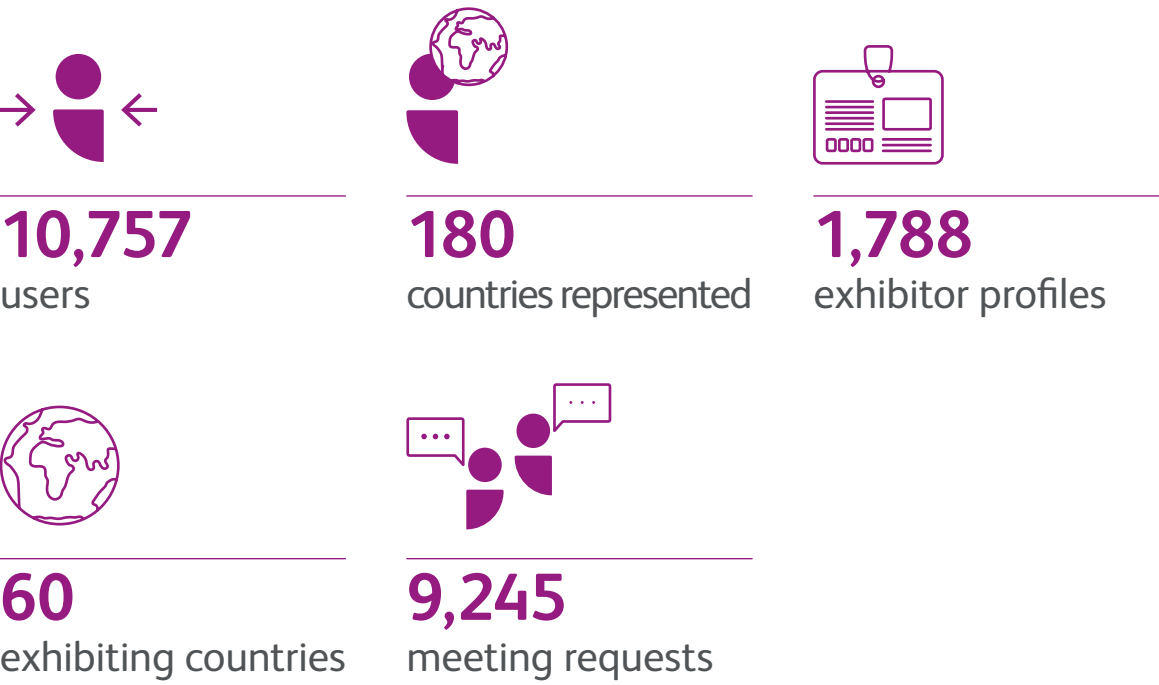 10,757
users
180
countries represented
1,788
exhibitor profiles
60
exhibiting countries
9,245
meeting requests